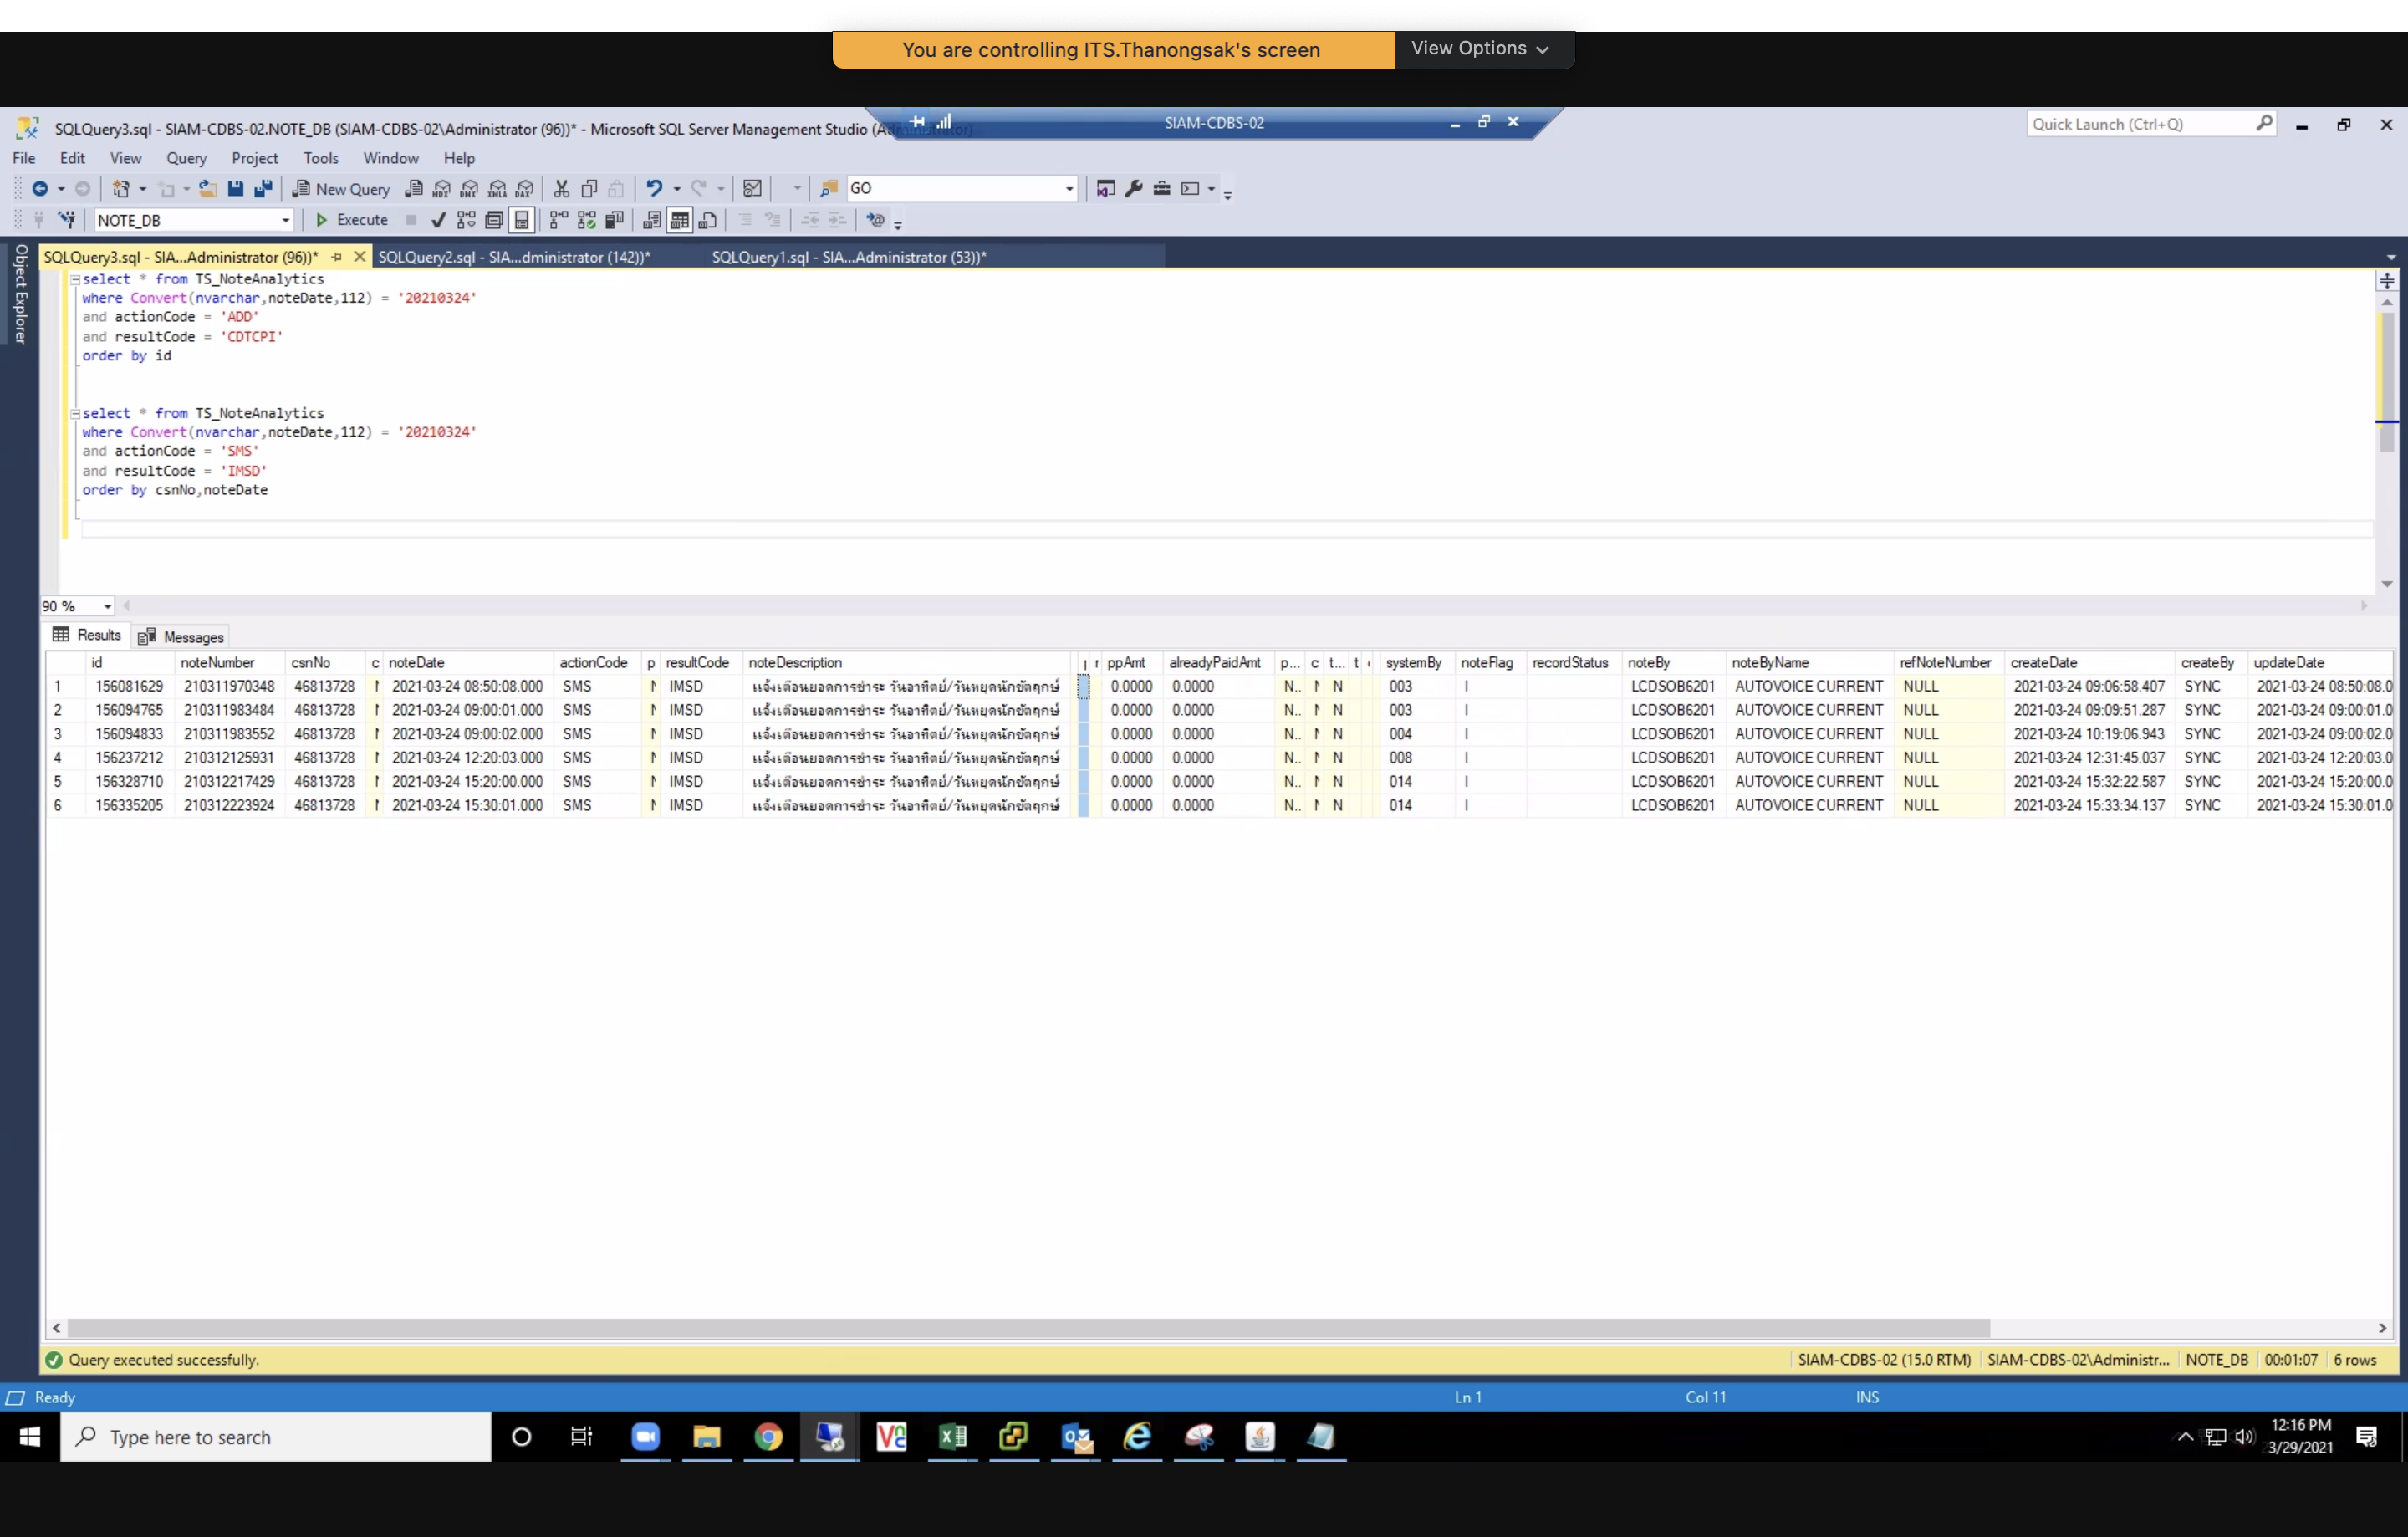 You are controlling ITS.Thanongsak's screen
View Options
SQLQuery3.sql - SIAM-CDBS-02.NOTE_DB (SIAM-CDBS-02\Administrator (96))* - Microsoft SQL Server Management Studio
SIAM-CDBS-02
Quick Launch (Ctrl+Q)
File Edit View Query Project Tools Window Help
New Query MDX DMX XMLA DAX GO
NOTE_DB Execute
Object Explorer
SQLQuery3.sql - SIA...Administrator (96))* SQLQuery2.sql - SIA...dministrator (142))* SQLQuery1.sql - SIA...Administrator (53))*
select * from TS_NoteAnalytics
where Convert(nvarchar,noteDate,112) = '20210324'
and actionCode = 'ADD'
and resultCode = 'CDTCPI'
order by id
select * from TS_NoteAnalytics
where Convert(nvarchar,noteDate,112) = '20210324'
and actionCode = 'SMS'
and resultCode = 'IMSD'
order by csnNo,noteDate
90 %
Results Messages
id noteNumber csnNo c noteDate actionCode p resultCode noteDescription r ppAmt alreadyPaidAmt p... c t... t systemBy noteFlag recordStatus noteBy noteByName refNoteNumber createDate createBy updateDate
1 156081629 210311970348 46813728 2021-03-24 08:50:08.000 SMS IMSD แจ้งเตือนยอดการชำระ วันอาทิตย์/วันหยุดนักขัตฤกษ์ 0.0000 0.0000 N.. N 003 I LCDSOB6201 AUTOVOICE CURRENT NULL 2021-03-24 09:06:58.407 SYNC 2021-03-24 08:50:08.0
2 156094765 210311983484 46813728 2021-03-24 09:00:01.000 SMS IMSD แจ้งเตือนยอดการชำระ วันอาทิตย์/วันหยุดนักขัตฤกษ์ 0.0000 0.0000 N.. N 003 I LCDSOB6201 AUTOVOICE CURRENT NULL 2021-03-24 09:09:51.287 SYNC 2021-03-24 09:00:01.0
3 156094833 210311983552 46813728 2021-03-24 09:00:02.000 SMS IMSD แจ้งเตือนยอดการชำระ วันอาทิตย์/วันหยุดนักขัตฤกษ์ 0.0000 0.0000 N.. N 004 I LCDSOB6201 AUTOVOICE CURRENT NULL 2021-03-24 10:19:06.943 SYNC 2021-03-24 09:00:02.0
4 156237212 210312125931 46813728 2021-03-24 12:20:03.000 SMS IMSD แจ้งเตือนยอดการชำระ วันอาทิตย์/วันหยุดนักขัตฤกษ์ 0.0000 0.0000 N.. N 008 I LCDSOB6201 AUTOVOICE CURRENT NULL 2021-03-24 12:31:45.037 SYNC 2021-03-24 12:20:03.0
5 156328710 210312217429 46813728 2021-03-24 15:20:00.000 SMS IMSD แจ้งเตือนยอดการชำระ วันอาทิตย์/วันหยุดนักขัตฤกษ์ 0.0000 0.0000 N.. N 014 I LCDSOB6201 AUTOVOICE CURRENT NULL 2021-03-24 15:32:22.587 SYNC 2021-03-24 15:20:00.0
6 156335205 210312223924 46813728 2021-03-24 15:30:01.000 SMS IMSD แจ้งเตือนยอดการชำระ วันอาทิตย์/วันหยุดนักขัตฤกษ์ 0.0000 0.0000 N.. N 014 I LCDSOB6201 AUTOVOICE CURRENT NULL 2021-03-24 15:33:34.137 SYNC 2021-03-24 15:30:01.0
Query executed successfully. SIAM-CDBS-02 (15.0 RTM) SIAM-CDBS-02\Administr... NOTE_DB 00:01:07 6 rows
Ready Ln 1 Col 11 INS
Type here to search
12:16 PM
3/29/2021